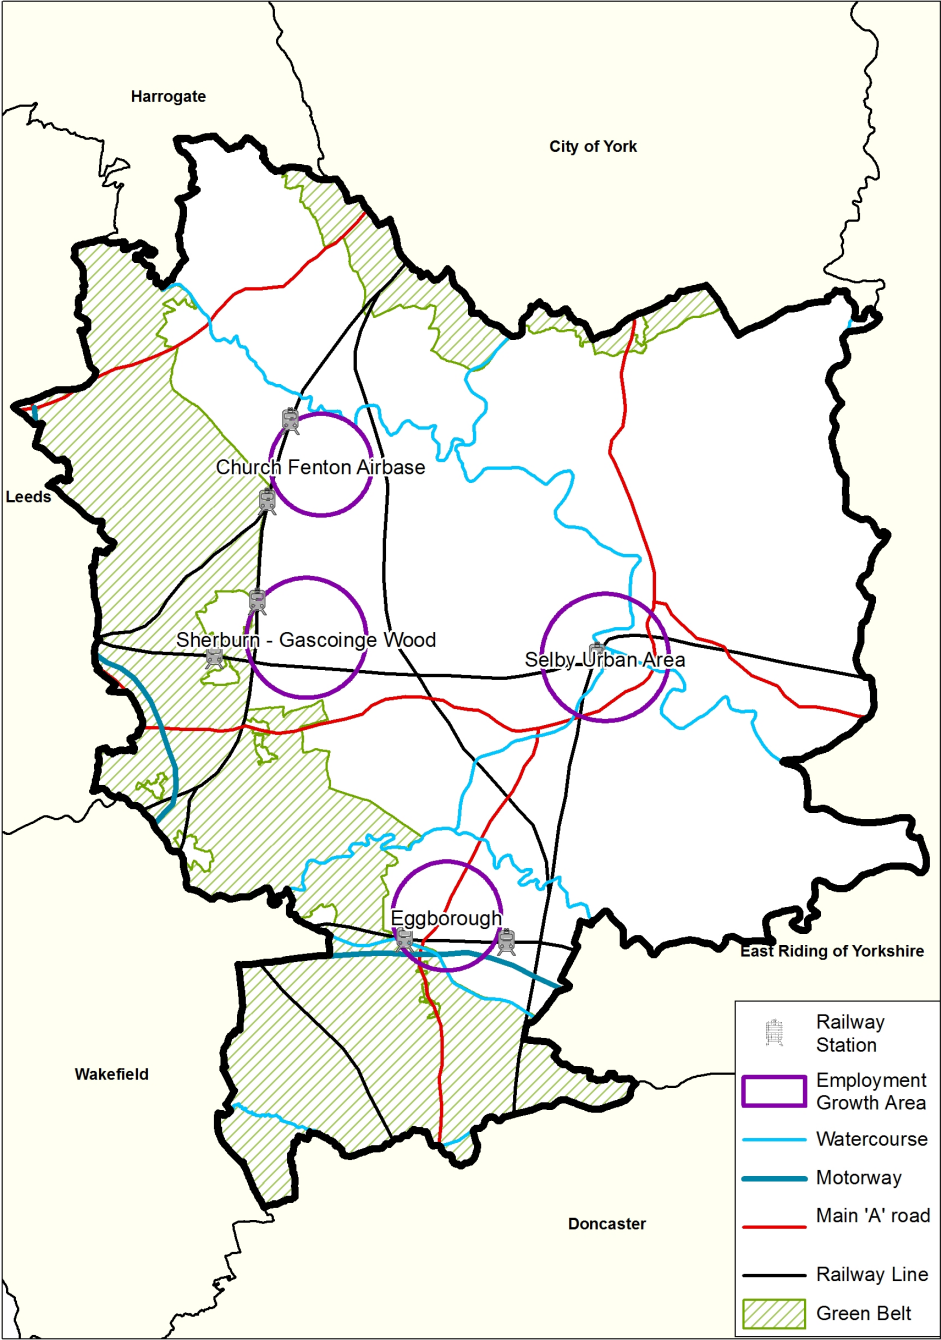 Harrogate
City of York
Church Fenton Airbase
Leeds
Sherburn - Gascoinge Wood
Selby Urban Area
Eggborough
East Riding of Yorkshire
Wakefield
Doncaster
Railway
Station
Employment
Growth Area
Watercourse
Motorway
Main 'A' road
Railway Line
Green Belt